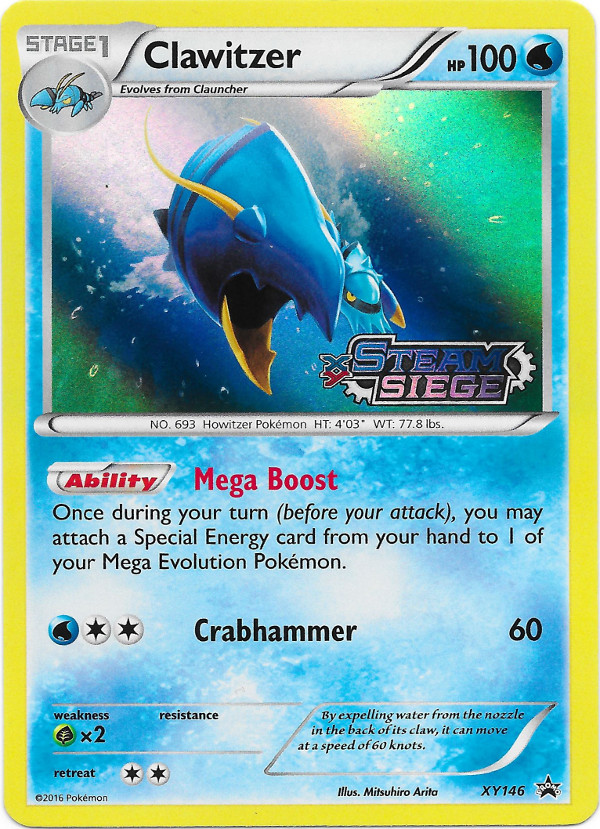 STAGE1
Clawitzer
HP100
Evolves from Clauncher
XY
STEAM
SIEGE
NO. 693 Howitzer Pokémon HT: 4'03" WT: 77.8 lbs.
Ability Mega Boost
Once during your turn (before your attack), you may
attach a Special Energy card from your hand to 1 of
your Mega Evolution Pokémon.
Crabhammer 60
weakness resistance
×2
retreat
By expelling water from the nozzle
in the back of its claw, it can move
at a speed of 60 knots.
©2016 Pokémon
Illus. Mitsuhiro Arita
XY146
PROMO